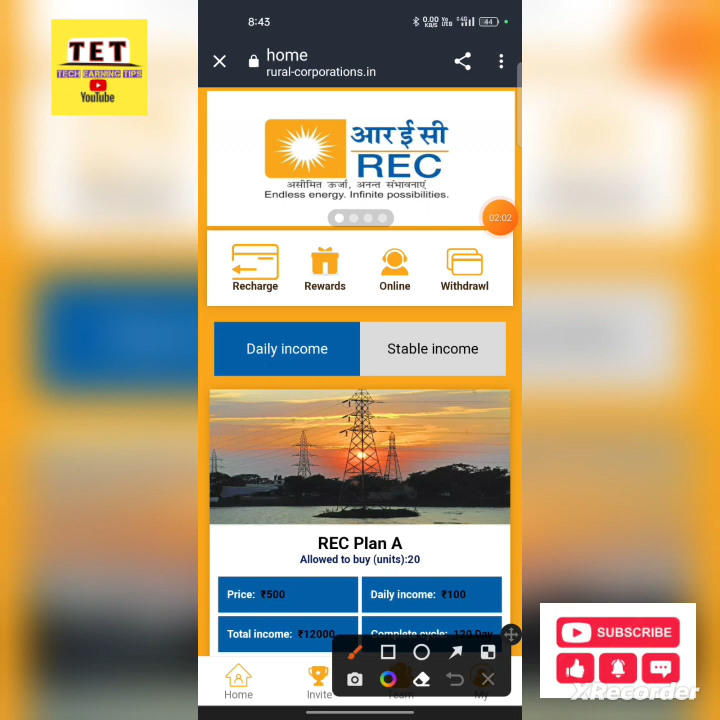 8:43
0.00
KB/S
44
TET
TECH EARNING TIPS
YouTube
home
rural-corporations.in
आर ई सी
REC
असीमित ऊर्जा, अनन्त संभावनाएं
Endless energy. Infinite possibilities.
02:02
Recharge
Rewards
Online
Withdrawl
Daily income
Stable income
REC Plan A
Allowed to buy (units):20
Price: ₹500
Daily income: ₹100
Total income: ₹12000
Complete cycle: 120 Day
Home
Invite
Team
My
SUBSCRIBE
XRecorder